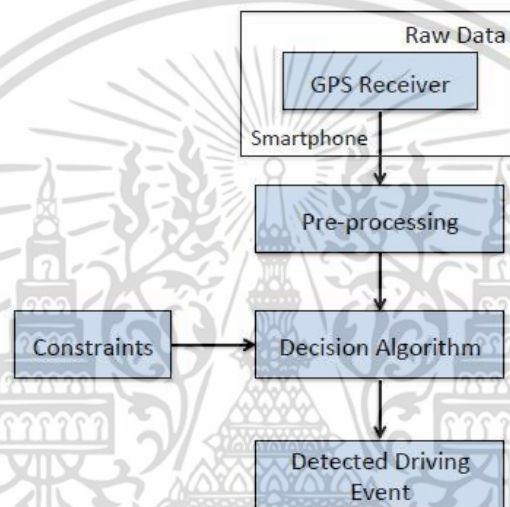 Raw Data
GPS Receiver
Smartphone
Pre-processing
Constraints
Decision Algorithm
Detected Driving
Event